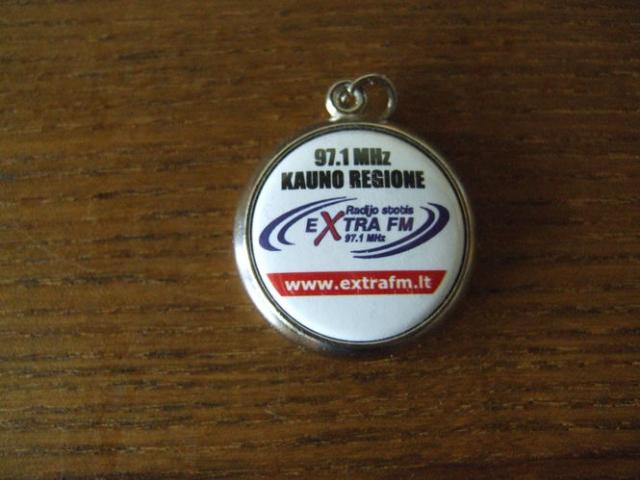 97.1 MHz
KAUNO REGIONE
Radijo stotis
EXTRA FM
97.1 MHz
www.extrafm.lt